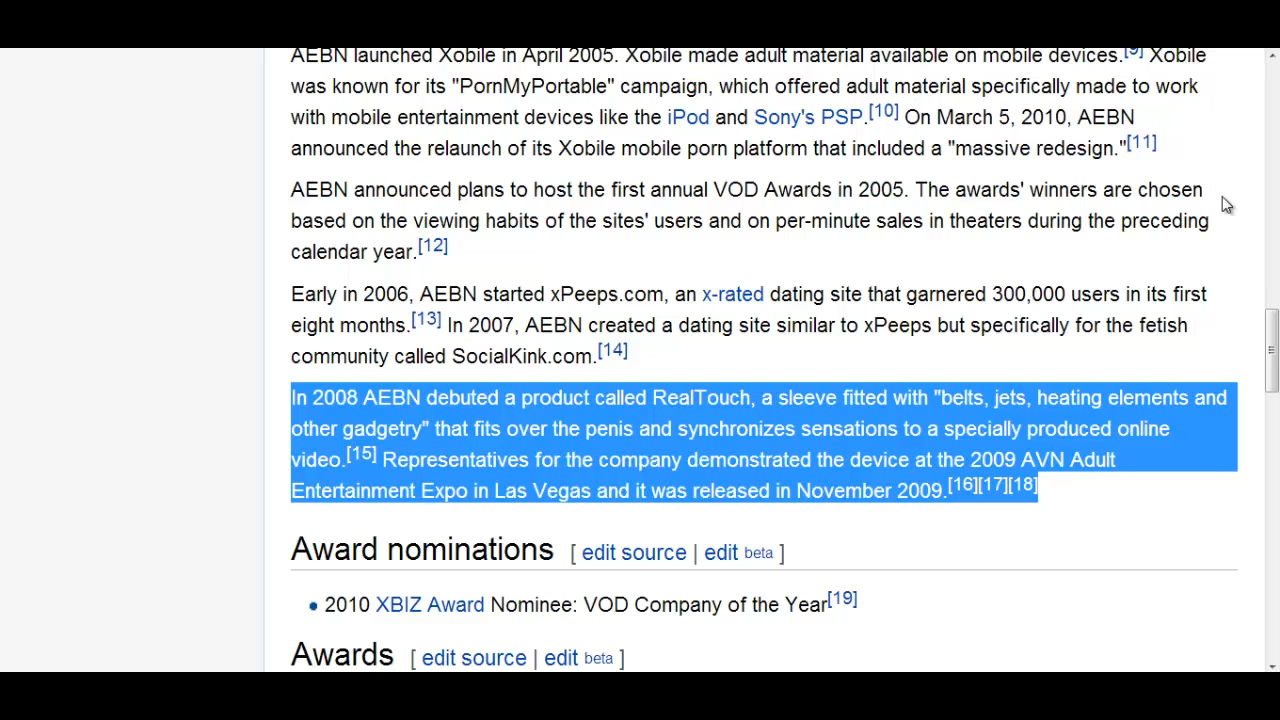 AEBN launched Xobile in April 2005. Xobile made adult material available on mobile devices.[9] Xobile
was known for its "PornMyPortable" campaign, which offered adult material specifically made to work
with mobile entertainment devices like the iPod and Sony's PSP.[10] On March 5, 2010, AEBN
announced the relaunch of its Xobile mobile porn platform that included a "massive redesign."[11]
AEBN announced plans to host the first annual VOD Awards in 2005. The awards' winners are chosen
based on the viewing habits of the sites' users and on per-minute sales in theaters during the preceding
calendar year.[12]
Early in 2006, AEBN started xPeeps.com, an x-rated dating site that garnered 300,000 users in its first
eight months.[13] In 2007, AEBN created a dating site similar to xPeeps but specifically for the fetish
community called SocialKink.com.[14]
In 2008 AEBN debuted a product called RealTouch, a sleeve fitted with "belts, jets, heating elements and
other gadgetry" that fits over the penis and synchronizes sensations to a specially produced online
video.[15] Representatives for the company demonstrated the device at the 2009 AVN Adult
Entertainment Expo in Las Vegas and it was released in November 2009.[16][17][18]
Award nominations [ edit source | edit beta ]
• 2010 XBIZ Award Nominee: VOD Company of the Year[19]
Awards [ edit source | edit beta ]